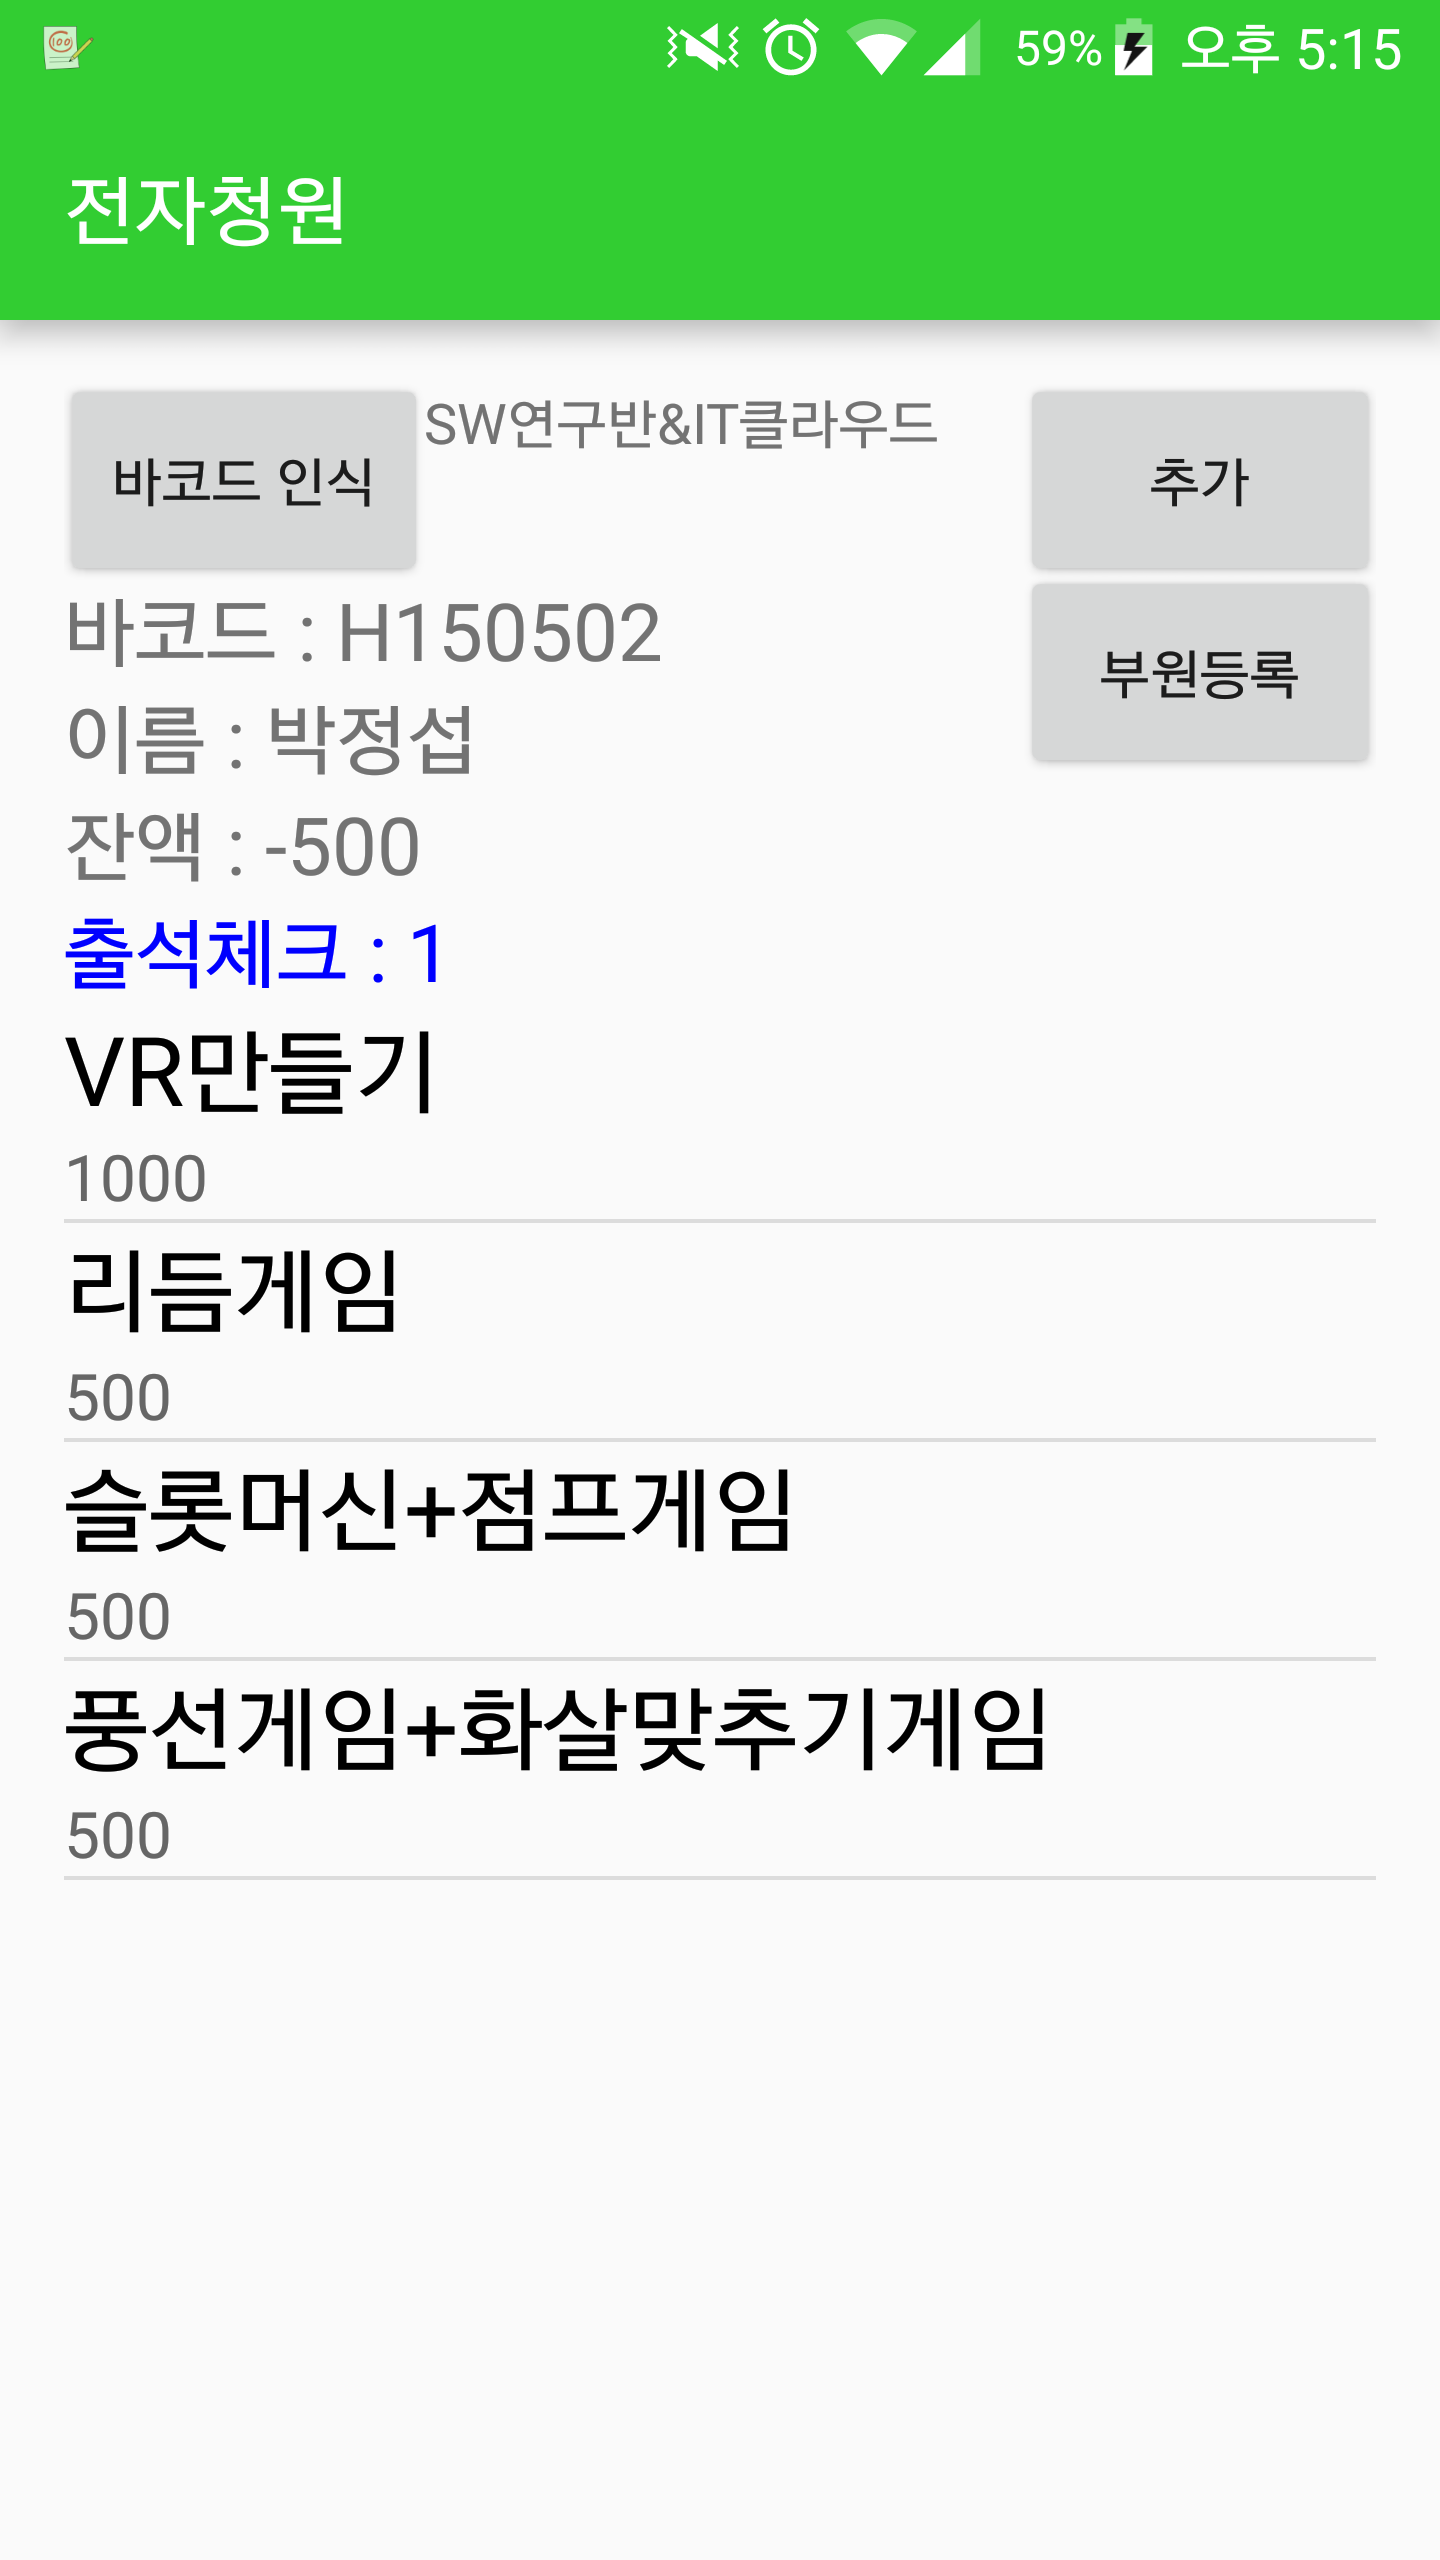 59% 오후 5:15
전자청원
바코드 인식
SW연구반&IT클라우드
추가
바코드 : H150502
부원등록
이름 : 박정섭
잔액 : -500
출석체크 : 1
VR만들기
1000
리듬게임
500
슬롯머신+점프게임
500
풍선게임+화살맞추기게임
500